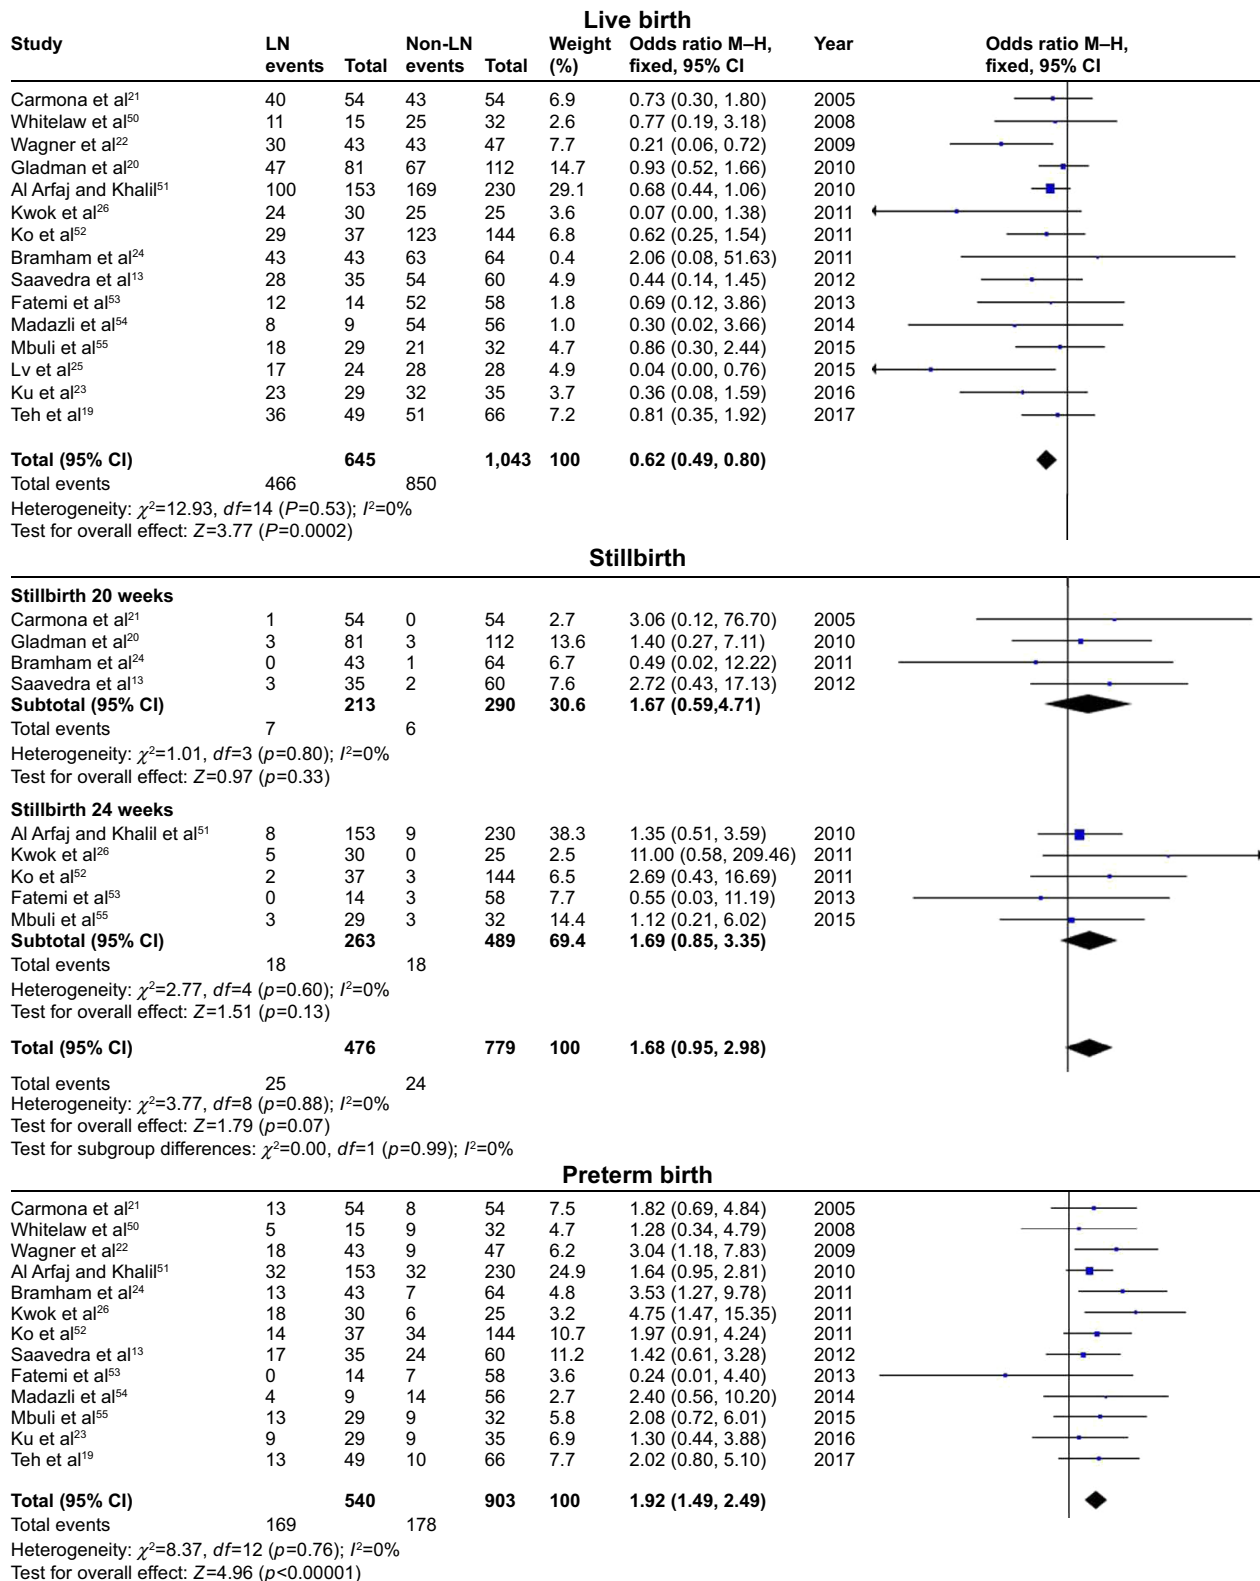 Live birth
Study LN events Total Non-LN events Total Weight (%) Odds ratio M–H, fixed, 95% CI Year Odds ratio M–H, fixed, 95% CI
Carmona et al21 40 54 43 54 6.9 0.73 (0.30, 1.80) 2005
Whitelaw et al50 11 15 25 32 2.6 0.77 (0.19, 3.18) 2008
Wagner et al22 30 43 43 47 7.7 0.21 (0.06, 0.72) 2009
Gladman et al20 47 81 67 112 14.7 0.93 (0.52, 1.66) 2010
Al Arfaj and Khalil51 100 153 169 230 29.1 0.68 (0.44, 1.06) 2010
Kwok et al26 24 30 25 25 3.6 0.07 (0.00, 1.38) 2011
Ko et al52 29 37 123 144 6.8 0.62 (0.25, 1.54) 2011
Bramham et al24 43 43 63 64 0.4 2.06 (0.08, 51.63) 2011
Saavedra et al13 28 35 54 60 4.9 0.44 (0.14, 1.45) 2012
Fatemi et al53 12 14 52 58 1.8 0.69 (0.12, 3.86) 2013
Madazli et al54 8 9 54 56 1.0 0.30 (0.02, 3.66) 2014
Mbuli et al55 18 29 21 32 4.7 0.86 (0.30, 2.44) 2015
Lv et al25 17 24 28 28 4.9 0.04 (0.00, 0.76) 2015
Ku et al23 23 29 32 35 3.7 0.36 (0.08, 1.59) 2016
Teh et al19 36 49 51 66 7.2 0.81 (0.35, 1.92) 2017
Total (95% CI) 645 1,043 100 0.62 (0.49, 0.80)
Total events 466 850
Heterogeneity: χ2=12.93, df=14 (P=0.53); I2=0%
Test for overall effect: Z=3.77 (P=0.0002)
Stillbirth
Stillbirth 20 weeks
Carmona et al21 1 54 0 54 2.7 3.06 (0.12, 76.70) 2005
Gladman et al20 3 81 3 112 13.6 1.40 (0.27, 7.11) 2010
Bramham et al24 0 43 1 64 6.7 0.49 (0.02, 12.22) 2011
Saavedra et al13 3 35 2 60 7.6 2.72 (0.43, 17.13) 2012
Subtotal (95% CI) 213 290 30.6 1.67 (0.59,4.71)
Total events 7 6
Heterogeneity: χ2=1.01, df=3 (p=0.80); I2=0%
Test for overall effect: Z=0.97 (p=0.33)
Stillbirth 24 weeks
Al Arfaj and Khalil et al51 8 153 9 230 38.3 1.35 (0.51, 3.59) 2010
Kwok et al26 5 30 0 25 2.5 11.00 (0.58, 209.46) 2011
Ko et al52 2 37 3 144 6.5 2.69 (0.43, 16.69) 2011
Fatemi et al53 0 14 3 58 7.7 0.55 (0.03, 11.19) 2013
Mbuli et al55 3 29 3 32 14.4 1.12 (0.21, 6.02) 2015
Subtotal (95% CI) 263 489 69.4 1.69 (0.85, 3.35)
Total events 18 18
Heterogeneity: χ2=2.77, df=4 (p=0.60); I2=0%
Test for overall effect: Z=1.51 (p=0.13)
Total (95% CI) 476 779 100 1.68 (0.95, 2.98)
Total events 25 24
Heterogeneity: χ2=3.77, df=8 (p=0.88); I2=0%
Test for overall effect: Z=1.79 (p=0.07)
Test for subgroup differences: χ2=0.00, df=1 (p=0.99); I2=0%
Preterm birth
Carmona et al21 13 54 8 54 7.5 1.82 (0.69, 4.84) 2005
Whitelaw et al50 5 15 9 32 4.7 1.28 (0.34, 4.79) 2008
Wagner et al22 18 43 9 47 6.2 3.04 (1.18, 7.83) 2009
Al Arfaj and Khalil51 32 153 32 230 24.9 1.64 (0.95, 2.81) 2010
Bramham et al24 13 43 7 64 4.8 3.53 (1.27, 9.78) 2011
Kwok et al26 18 30 6 25 3.2 4.75 (1.47, 15.35) 2011
Ko et al52 14 37 34 144 10.7 1.97 (0.91, 4.24) 2011
Saavedra et al13 17 35 24 60 11.2 1.42 (0.61, 3.28) 2012
Fatemi et al53 0 14 7 58 3.6 0.24 (0.01, 4.40) 2013
Madazli et al54 4 9 14 56 2.7 2.40 (0.56, 10.20) 2014
Mbuli et al55 13 29 9 32 5.8 2.08 (0.72, 6.01) 2015
Ku et al23 9 29 9 35 6.9 1.30 (0.44, 3.88) 2016
Teh et al19 13 49 10 66 7.7 2.02 (0.80, 5.10) 2017
Total (95% CI) 540 903 100 1.92 (1.49, 2.49)
Total events 169 178
Heterogeneity: χ2=8.37, df=12 (p=0.76); I2=0%
Test for overall effect: Z=4.96 (p<0.00001)